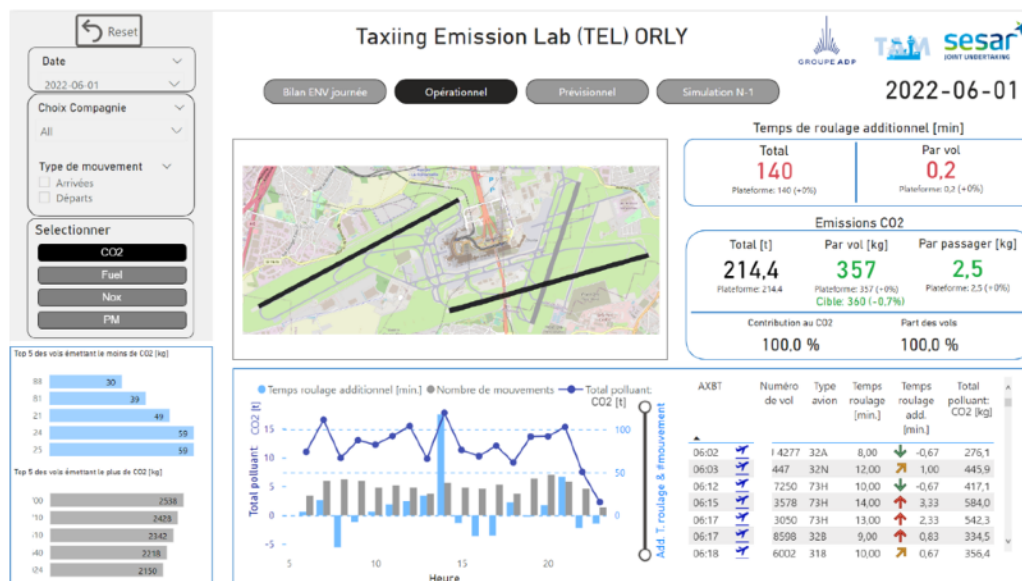 Reset
Taxiing Emission Lab (TEL) ORLY
GROUPE ADP
TAM
sesar
JOINT UNDERTAKING
Date
2022-06-01
Choix Compagnie
All
Type de mouvement
Arrivées
Départs
Selectionner
CO2
Fuel
Nox
PM
Bilan ENV journée
Opérationnel
Prévisionnel
Simulation N-1
2022-06-01
Temps de roulage additionnel [min]
Total
140
Plateforme: 140 (+0%)
Par vol
0,2
Plateforme: 0,2 (+0%)
Emissions CO2
Total [t]
214,4
Plateforme: 214.4
Par vol [kg]
357
Plateforme: 357 (+0%)
Cible: 360 (-0,7%)
Par passager [kg]
2,5
Plateforme: 2,5 (+0%)
Contribution au CO2
100,0 %
Part des vols
100,0 %
Top 5 des vols émettant le moins de CO2 [kg]
30
39
21 49
24 59
25 59
Top 5 des vols émettant le plus de CO2 [kg]
2538
2428
2342
2218
2150
Temps roulage additionnel [min.] Nombre de mouvements Total polluant: CO2 [t]
Total polluant CO2 [t]
15
10
5
0
-5
100
50
0
Add. T. roulage & #mouvement
5 10 15 20
Heure
AXBT Numéro de vol Type avion Temps roulage [min.] Temps roulage add. [min.] Total polluant: CO2 [kg]
06:02 4277 32A 8,00 -0,67 276,1
06:03 447 32N 12,00 1,00 445,9
06:12 7250 73H 10,00 -0,67 417,1
06:15 3578 73H 14,00 3,33 584,0
06:17 3050 73H 13,00 2,33 542,3
06:17 8598 32B 9,00 0,83 334,5
06:18 6002 318 10,00 0,67 356,4